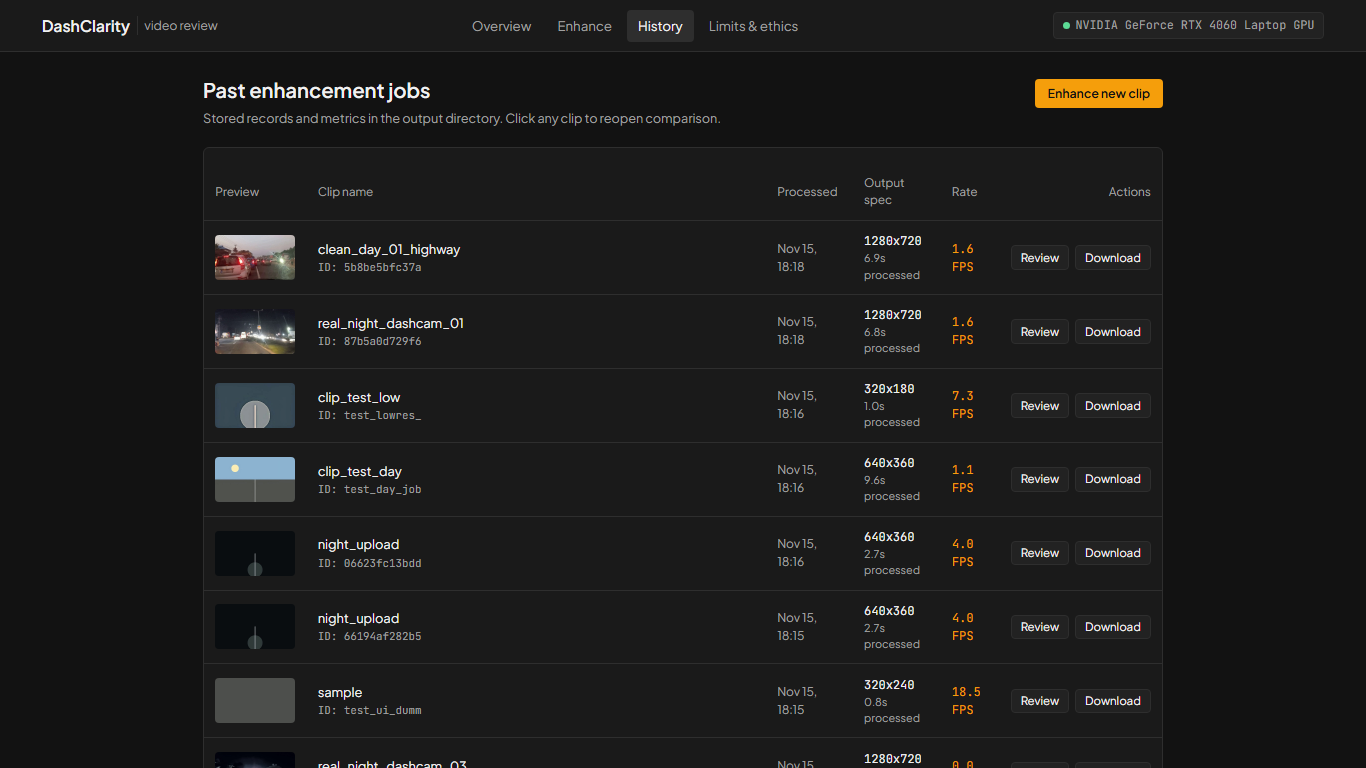 DashClarity video review Overview Enhance History Limits & ethics NVIDIA GeForce RTX 4060 Laptop GPU
Past enhancement jobs
Enhance new clip
Stored records and metrics in the output directory. Click any clip to reopen comparison.
Preview Clip name Processed Output spec Rate Actions
clean_day_01_highway
ID: 5b8be5bfc37a
Nov 15,
18:18
1280x720
6.9s
processed
1.6
FPS
Review Download
real_night_dashcam_01
ID: 87b5a0d729f6
Nov 15,
18:18
1280x720
6.8s
processed
1.6
FPS
Review Download
clip_test_low
ID: test_lowres_
Nov 15,
18:16
320x180
1.0s
processed
7.3
FPS
Review Download
clip_test_day
ID: test_day_job
Nov 15,
18:16
640x360
9.6s
processed
1.1
FPS
Review Download
night_upload
ID: 06623fc13bdd
Nov 15,
18:16
640x360
2.7s
processed
4.0
FPS
Review Download
night_upload
ID: 66194af282b5
Nov 15,
18:15
640x360
2.7s
processed
4.0
FPS
Review Download
sample
ID: test_ui_dumm
Nov 15,
18:15
320x240
0.8s
processed
18.5
FPS
Review Download
real_night_dashcam_03
Nov 15,
1280x720
0.0